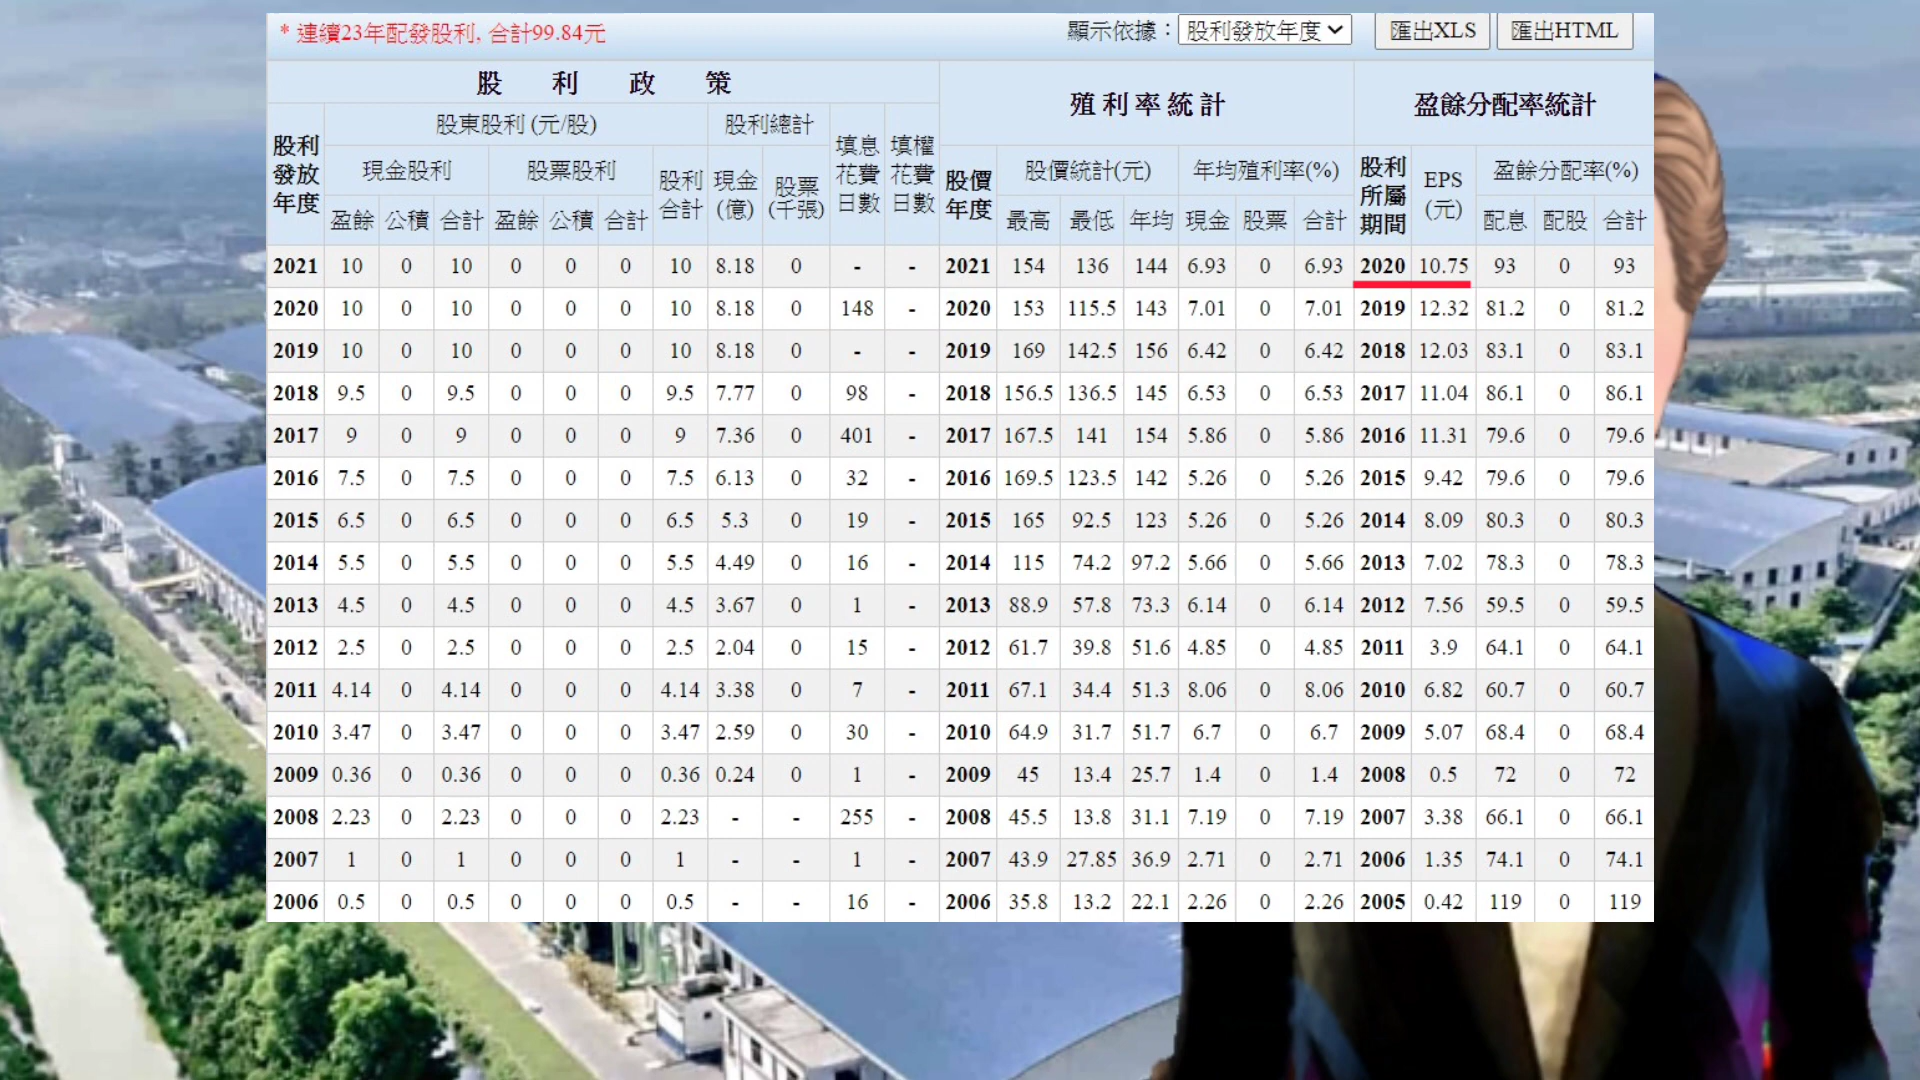 * 連續23年配發股利, 合計99.84元
顯示依據： 股利發放年度 匯出XLS 匯出HTML
股利政策 殖利率統計 盈餘分配率統計
股利發放年度 股東股利 (元/股) 股利總計 填息花費日數 填權花費日數 股價年度 股價統計(元) 年均殖利率(%) 股利所屬期間 EPS(元) 盈餘分配率(%)
現金股利 股票股利 股利合計 現金(億) 股票(千張)
盈餘 公積 合計 盈餘 公積 合計 最高 最低 年均 現金 股票 合計 配息 配股 合計
2021 10 0 10 0 0 0 10 8.18 0 - - 2021 154 136 144 6.93 0 6.93 2020 10.75 93 0 93
2020 10 0 10 0 0 0 10 8.18 0 148 - 2020 153 115.5 143 7.01 0 7.01 2019 12.32 81.2 0 81.2
2019 10 0 10 0 0 0 10 8.18 0 - - 2019 169 142.5 156 6.42 0 6.42 2018 12.03 83.1 0 83.1
2018 9.5 0 9.5 0 0 0 9.5 7.77 0 98 - 2018 156.5 136.5 145 6.53 0 6.53 2017 11.04 86.1 0 86.1
2017 9 0 9 0 0 0 9 7.36 0 401 - 2017 167.5 141 154 5.86 0 5.86 2016 11.31 79.6 0 79.6
2016 7.5 0 7.5 0 0 0 7.5 6.13 0 32 - 2016 169.5 123.5 142 5.26 0 5.26 2015 9.42 79.6 0 79.6
2015 6.5 0 6.5 0 0 0 6.5 5.3 0 19 - 2015 165 92.5 123 5.26 0 5.26 2014 8.09 80.3 0 80.3
2014 5.5 0 5.5 0 0 0 5.5 4.49 0 16 - 2014 115 74.2 97.2 5.66 0 5.66 2013 7.02 78.3 0 78.3
2013 4.5 0 4.5 0 0 0 4.5 3.67 0 1 - 2013 88.9 57.8 73.3 6.14 0 6.14 2012 7.56 59.5 0 59.5
2012 2.5 0 2.5 0 0 0 2.5 2.04 0 15 - 2012 61.7 39.8 51.6 4.85 0 4.85 2011 3.9 64.1 0 64.1
2011 4.14 0 4.14 0 0 0 4.14 3.38 0 7 - 2011 67.1 34.4 51.3 8.06 0 8.06 2010 6.82 60.7 0 60.7
2010 3.47 0 3.47 0 0 0 3.47 2.59 0 30 - 2010 64.9 31.7 51.7 6.7 0 6.7 2009 5.07 68.4 0 68.4
2009 0.36 0 0.36 0 0 0 0.36 0.24 0 1 - 2009 45 13.4 25.7 1.4 0 1.4 2008 0.5 72 0 72
2008 2.23 0 2.23 0 0 0 2.23 - - 255 - 2008 45.5 13.8 31.1 7.19 0 7.19 2007 3.38 66.1 0 66.1
2007 1 0 1 0 0 0 1 - - 1 - 2007 43.9 27.85 36.9 2.71 0 2.71 2006 1.35 74.1 0 74.1
2006 0.5 0 0.5 0 0 0 0.5 - - 16 - 2006 35.8 13.2 22.1 2.26 0 2.26 2005 0.42 119 0 119